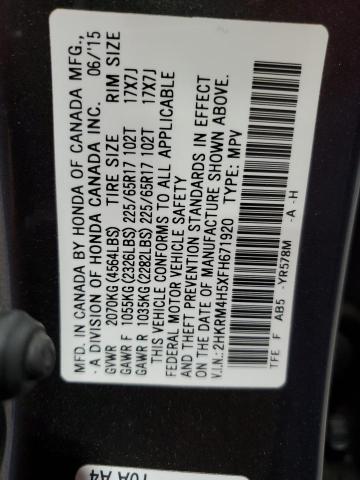 MFD. IN CANADA BY HONDA OF CANADA MFG.,
- A DIVISION OF HONDA CANADA INC. 06/15
GVWR 2070KG(4564LBS) TIRE SIZE RIM SIZE
GAWR F 1055KG(2326LBS) 225/65R17 102T 17X7J
GAWR R 1035KG(2282LBS) 225/65R17 102T 17X7J
THIS VEHICLE CONFORMS TO ALL APPLICABLE
FEDERAL MOTOR VEHICLE SAFETY
AND THEFT PREVENTION STANDARDS IN EFFECT
ON THE DATE OF MANUFACTURE SHOWN ABOVE.
V.I.N.: 2HKRM4H5XFH671920 TYPE: MPV
TFE F AB5 -YR578M -A -H